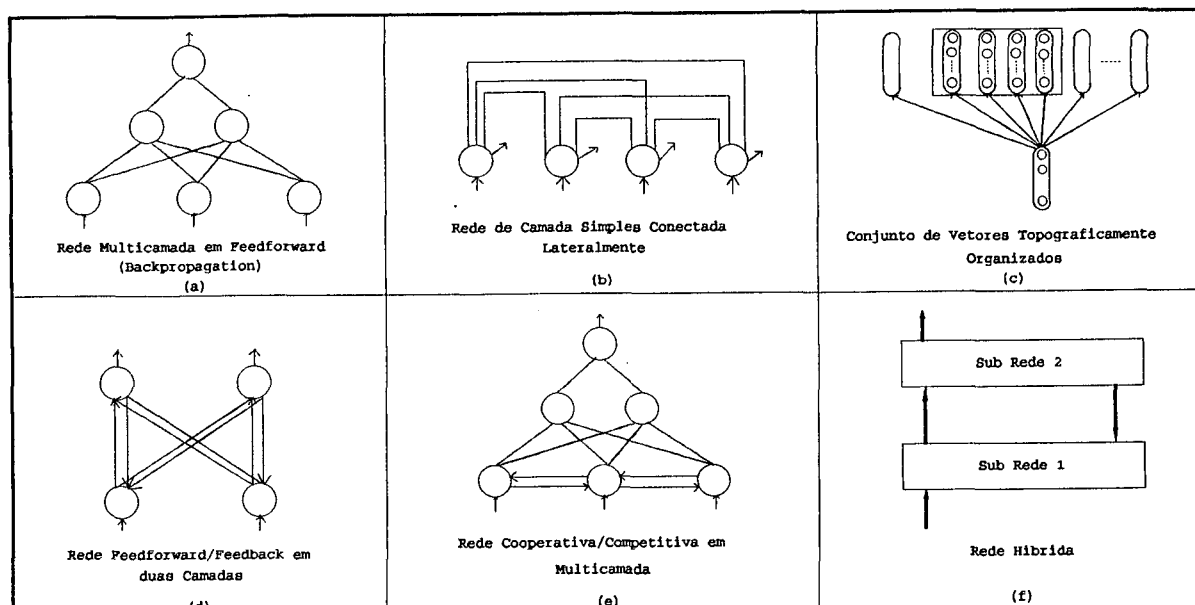 Rede Multicamada em Feedforward
(Backpropagation)
(a)
Rede de Camada Simples Conectada
Lateralmente
(b)
Conjunto de Vetores Topograficamente
Organizados
(c)
Rede Feedforward/Feedback em
duas Camadas
(d)
Rede Cooperativa/Competitiva em
Multicamada
(e)
Sub Rede 2
Sub Rede 1
Rede Hibrida
(f)